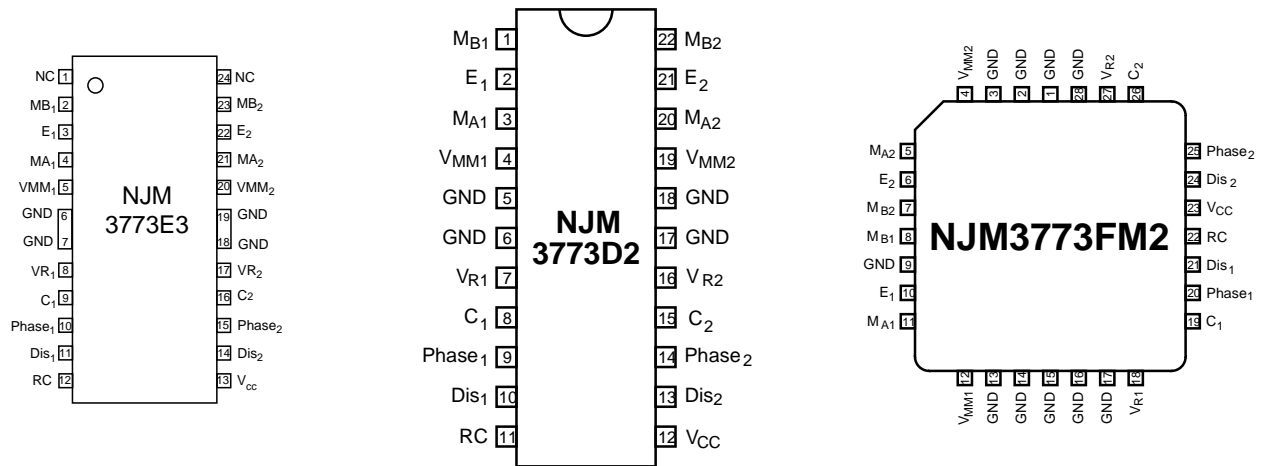 NC 1
MB1 2
E1 3
MA1 4
VMM1 5
GND 6
GND 7
VR1 8
C1 9
Phase1 10
Dis1 11
RC 12
NJM
3773E3
24 NC
23 MB2
22 E2
21 MA2
20 VMM2
19 GND
18 GND
17 VR2
16 C2
15 Phase2
14 Dis2
13 Vcc
MB1 1
E1 2
MA1 3
VMM1 4
GND 5
GND 6
VR1 7
C1 8
Phase1 9
Dis1 10
RC 11
NJM
3773D2
22 MB2
21 E2
20 MA2
19 VMM2
18 GND
17 GND
16 VR2
15 C2
14 Phase2
13 Dis2
12 VCC
VMM2 4
GND 3
GND 2
GND 1
GND 28
VR2 27
C2 26
MA2 5
E2 6
MB2 7
MB1 8
GND 9
E1 10
MA1 11
NJM3773FM2
25 Phase2
24 Dis2
23 VCC
22 RC
21 Dis1
20 Phase1
19 C1
VMM1 12
GND 13
GND 14
GND 15
GND 16
GND 17
VR1 18